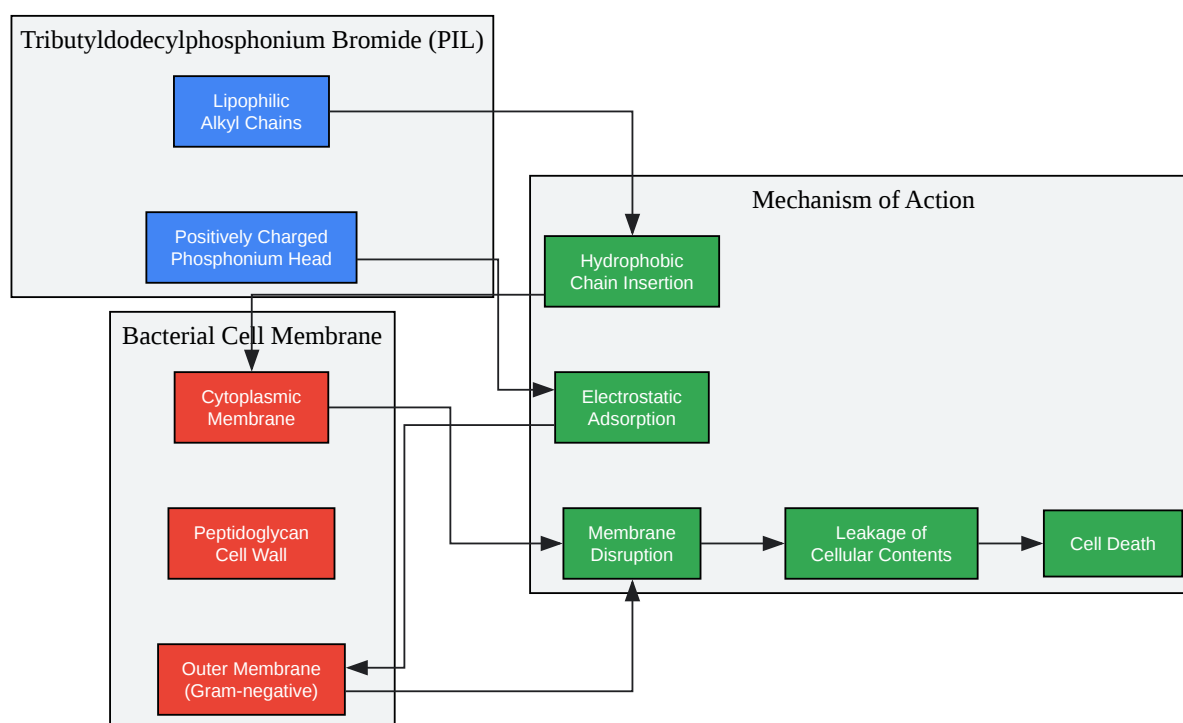 Tributyldodecylphosphonium Bromide (PIL)
Lipophilic
Alkyl Chains
Positively Charged
Phosphonium Head
Mechanism of Action
Hydrophobic
Chain Insertion
Bacterial Cell Membrane
Cytoplasmic
Membrane
Electrostatic
Adsorption
Peptidoglycan
Cell Wall
Membrane
Disruption
Leakage of
Cellular Contents
Cell Death
Outer Membrane
(Gram-negative)